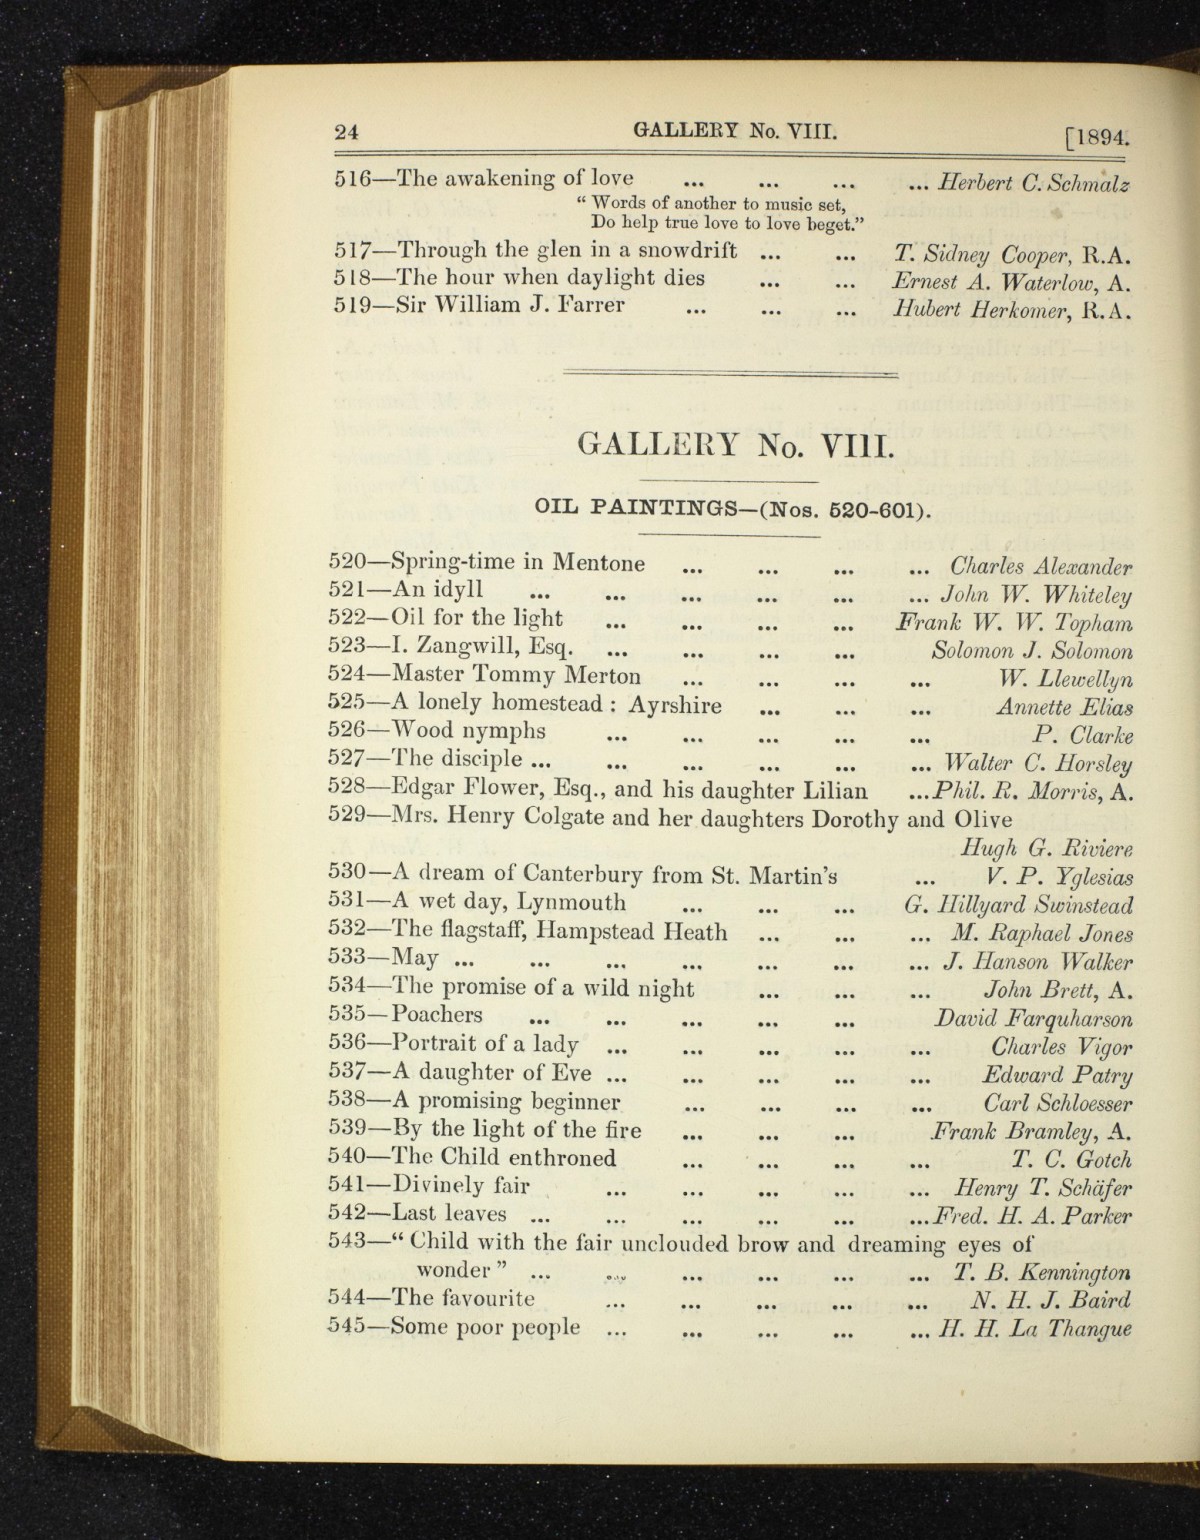 24 GALLERY No. VIII. [1894.
516—The awakening of love ... ... ... ... Herbert C. Schmalz
“ Words of another to music set,
Do help true love to love beget.”
517—Through the glen in a snowdrift ... ... T. Sidney Cooper, R.A.
518—The hour when daylight dies ... ... Ernest A. Waterlow, A.
519—Sir William J. Farrer ... ... ... Hubert Herkomer, R.A.
GALLERY No. VIII.
OIL PAINTINGS—(Nos. 520-601).
520—Spring-time in Mentone ... ... ... ... Charles Alexander
521—An idyll ... ... ... ... ... ... John W. Whiteley
522—Oil for the light ... ... ... ... Frank W. W. Topham
523—I. Zangwill, Esq. ... ... ... ... Solomon J. Solomon
524—Master Tommy Merton ... ... ... ... W. Llewellyn
525—A lonely homestead : Ayrshire ... ... ... Annette Elias
526—Wood nymphs ... ... ... ... ... P. Clarke
527—The disciple ... ... ... ... ... ... Walter C. Horsley
528—Edgar Flower, Esq., and his daughter Lilian ...Phil. R. Morris, A.
529—Mrs. Henry Colgate and her daughters Dorothy and Olive
Hugh G. Riviere
530—A dream of Canterbury from St. Martin's ... V. P. Yglesias
531—A wet day, Lynmouth ... ... ... G. Hillyard Swinstead
532—The flagstaff, Hampstead Heath ... ... ... M. Raphael Jones
533—May ... ... ... ... ... ... ... J. Hanson Walker
534—The promise of a wild night ... ... ... John Brett, A.
535—Poachers ... ... ... ... ... David Farquharson
536—Portrait of a lady ... ... ... ... ... Charles Vigor
537—A daughter of Eve ... ... ... ... ... Edward Patry
538—A promising beginner ... ... ... ... Carl Schloesser
539—By the light of the fire ... ... ... Frank Bramley, A.
540—The Child enthroned ... ... ... ... T. C. Gotch
541—Divinely fair ... ... ... ... ... Henry T. Schäfer
542—Last leaves ... ... ... ... ... ...Fred. H. A. Parker
543—“ Child with the fair unclouded brow and dreaming eyes of
wonder ” ... ... ... ... ... ... T. B. Kennington
544—The favourite ... ... ... ... ... N. H. J. Baird
545—Some poor people ... ... ... ... ... H. H. La Thangue